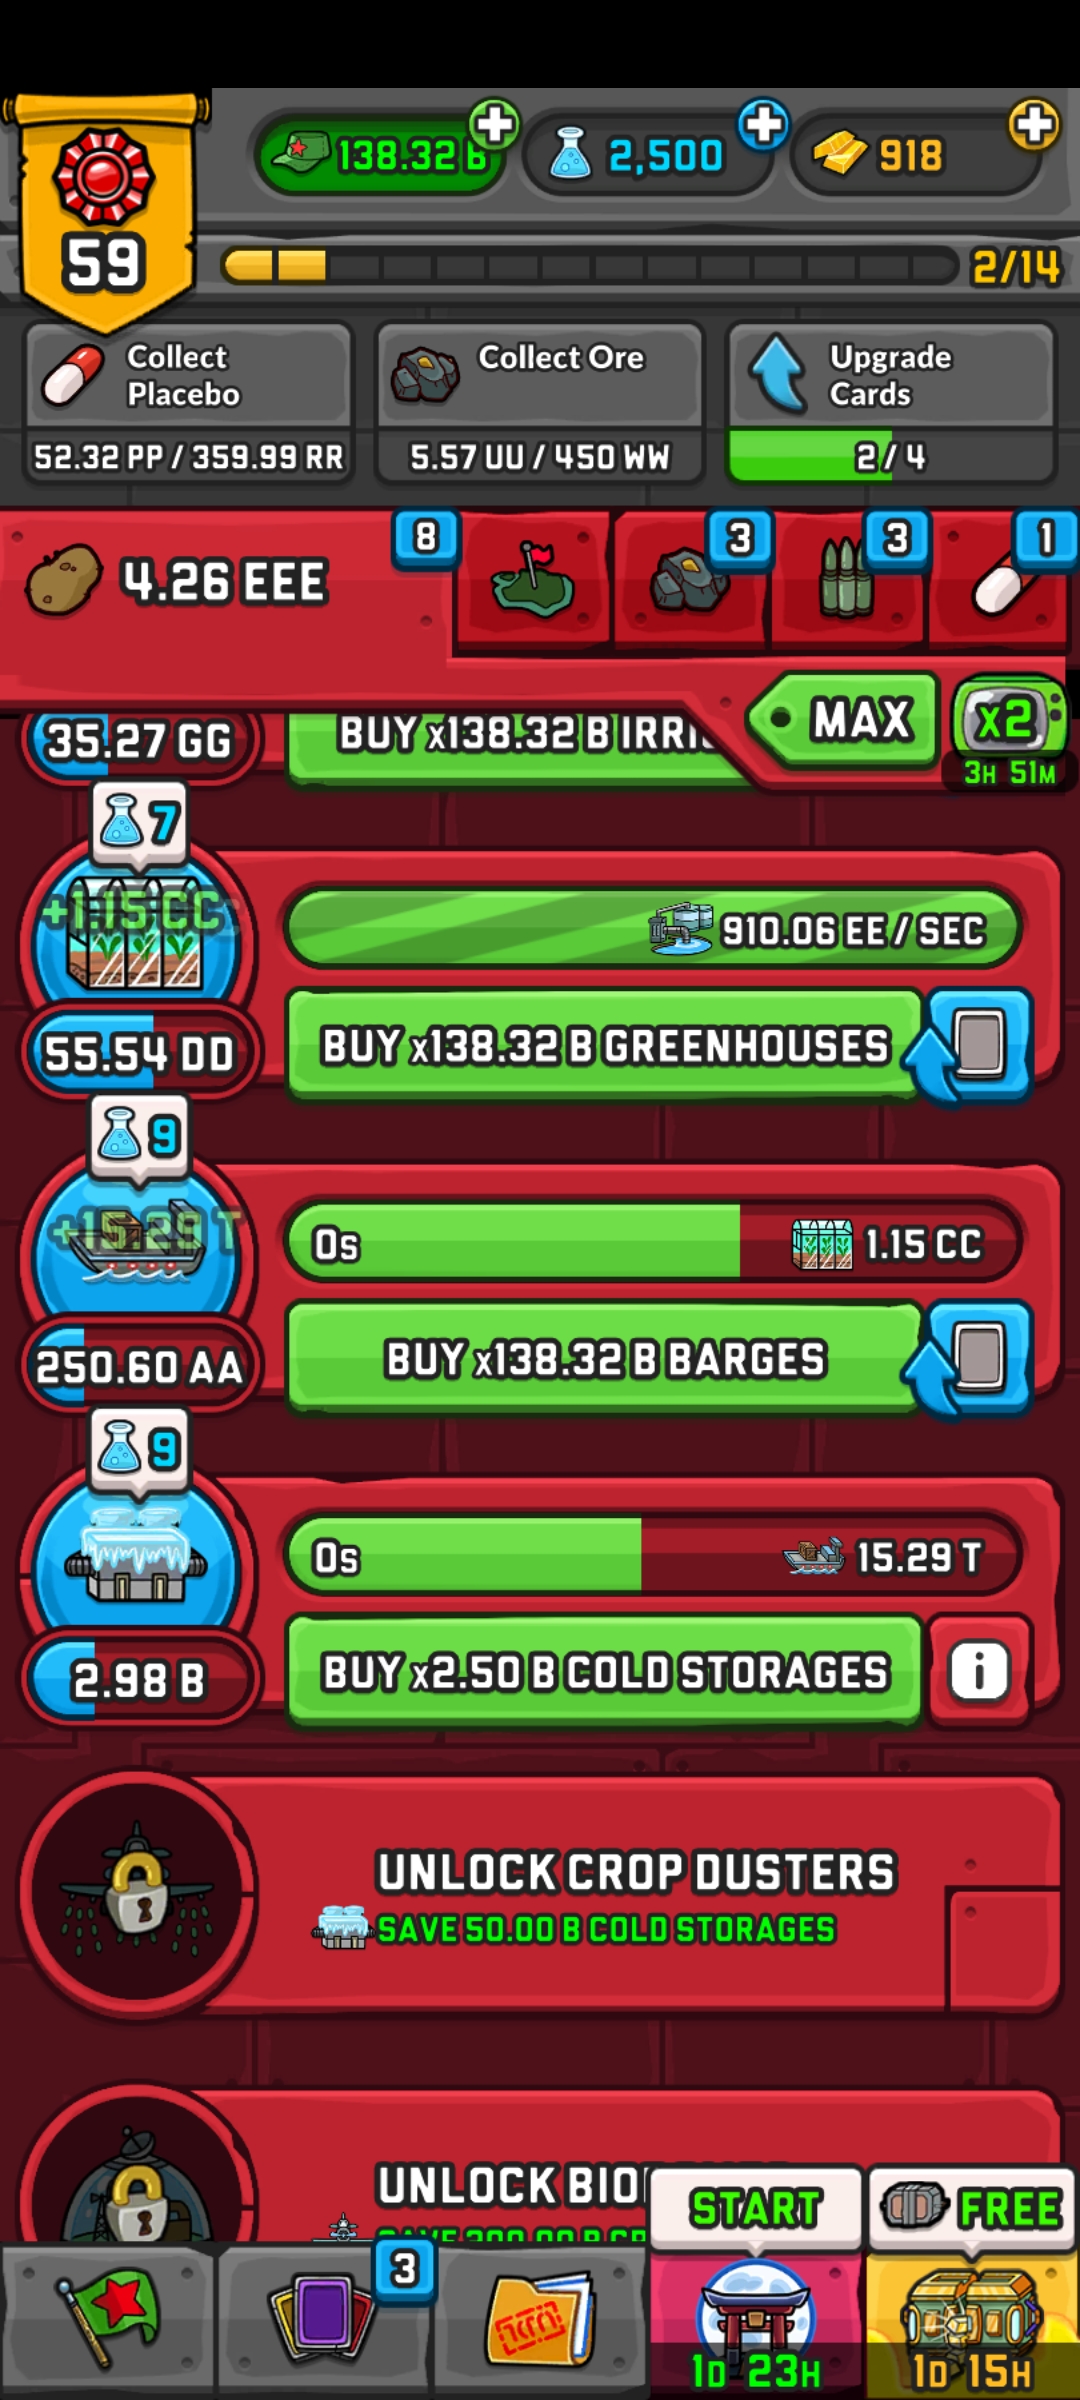 138.32 B
2,500
918
59
2/14
Collect
Placebo
52.32 PP / 359.99 RR
Collect Ore
5.57 UU / 450 WW
Upgrade
Cards
2 / 4
4.26 EEE
8
3
3
1
35.27 GG
BUY x138.32 B
MAX
x2
3H 51M
7
+1.15 CC
910.06 EE / SEC
55.54 DD
BUY x138.32 B GREENHOUSES
9
+15.29 T
0s
1.15 CC
250.60 AA
BUY x138.32 B BARGES
9
0s
15.29 T
2.98 B
BUY x2.50 B COLD STORAGES
i
UNLOCK CROP DUSTERS
SAVE 50.00 B COLD STORAGES
UNLOCK
START
FREE
3
1D 23H
1D 15H